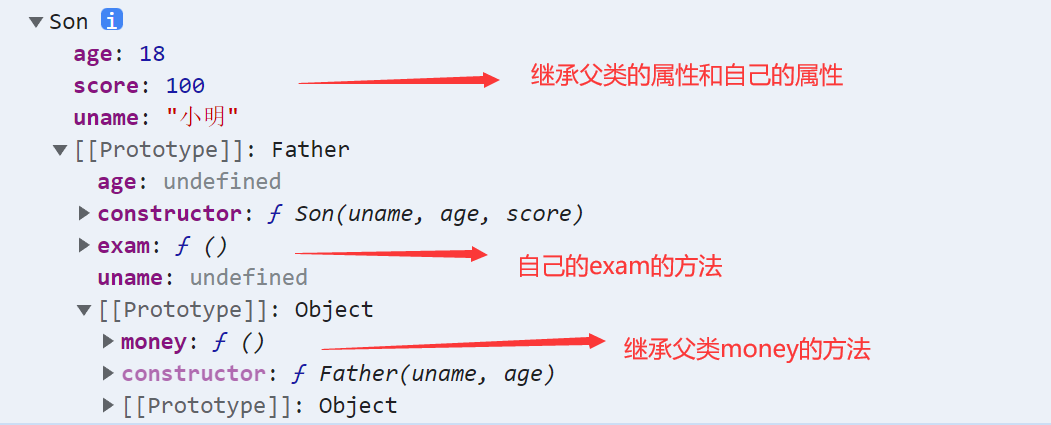 ▼ Son i
age: 18
score: 100
继承父类的属性和自己的属性
uname: "小明"
▼ [[Prototype]]: Father
age: undefined
▶ constructor: ƒ Son(uname, age, score)
▶ exam: ƒ ()
自己的exam的方法
uname: undefined
▼ [[Prototype]]: Object
▶ money: ƒ ()
继承父类money的方法
▶ constructor: ƒ Father(uname, age)
▶ [[Prototype]]: Object